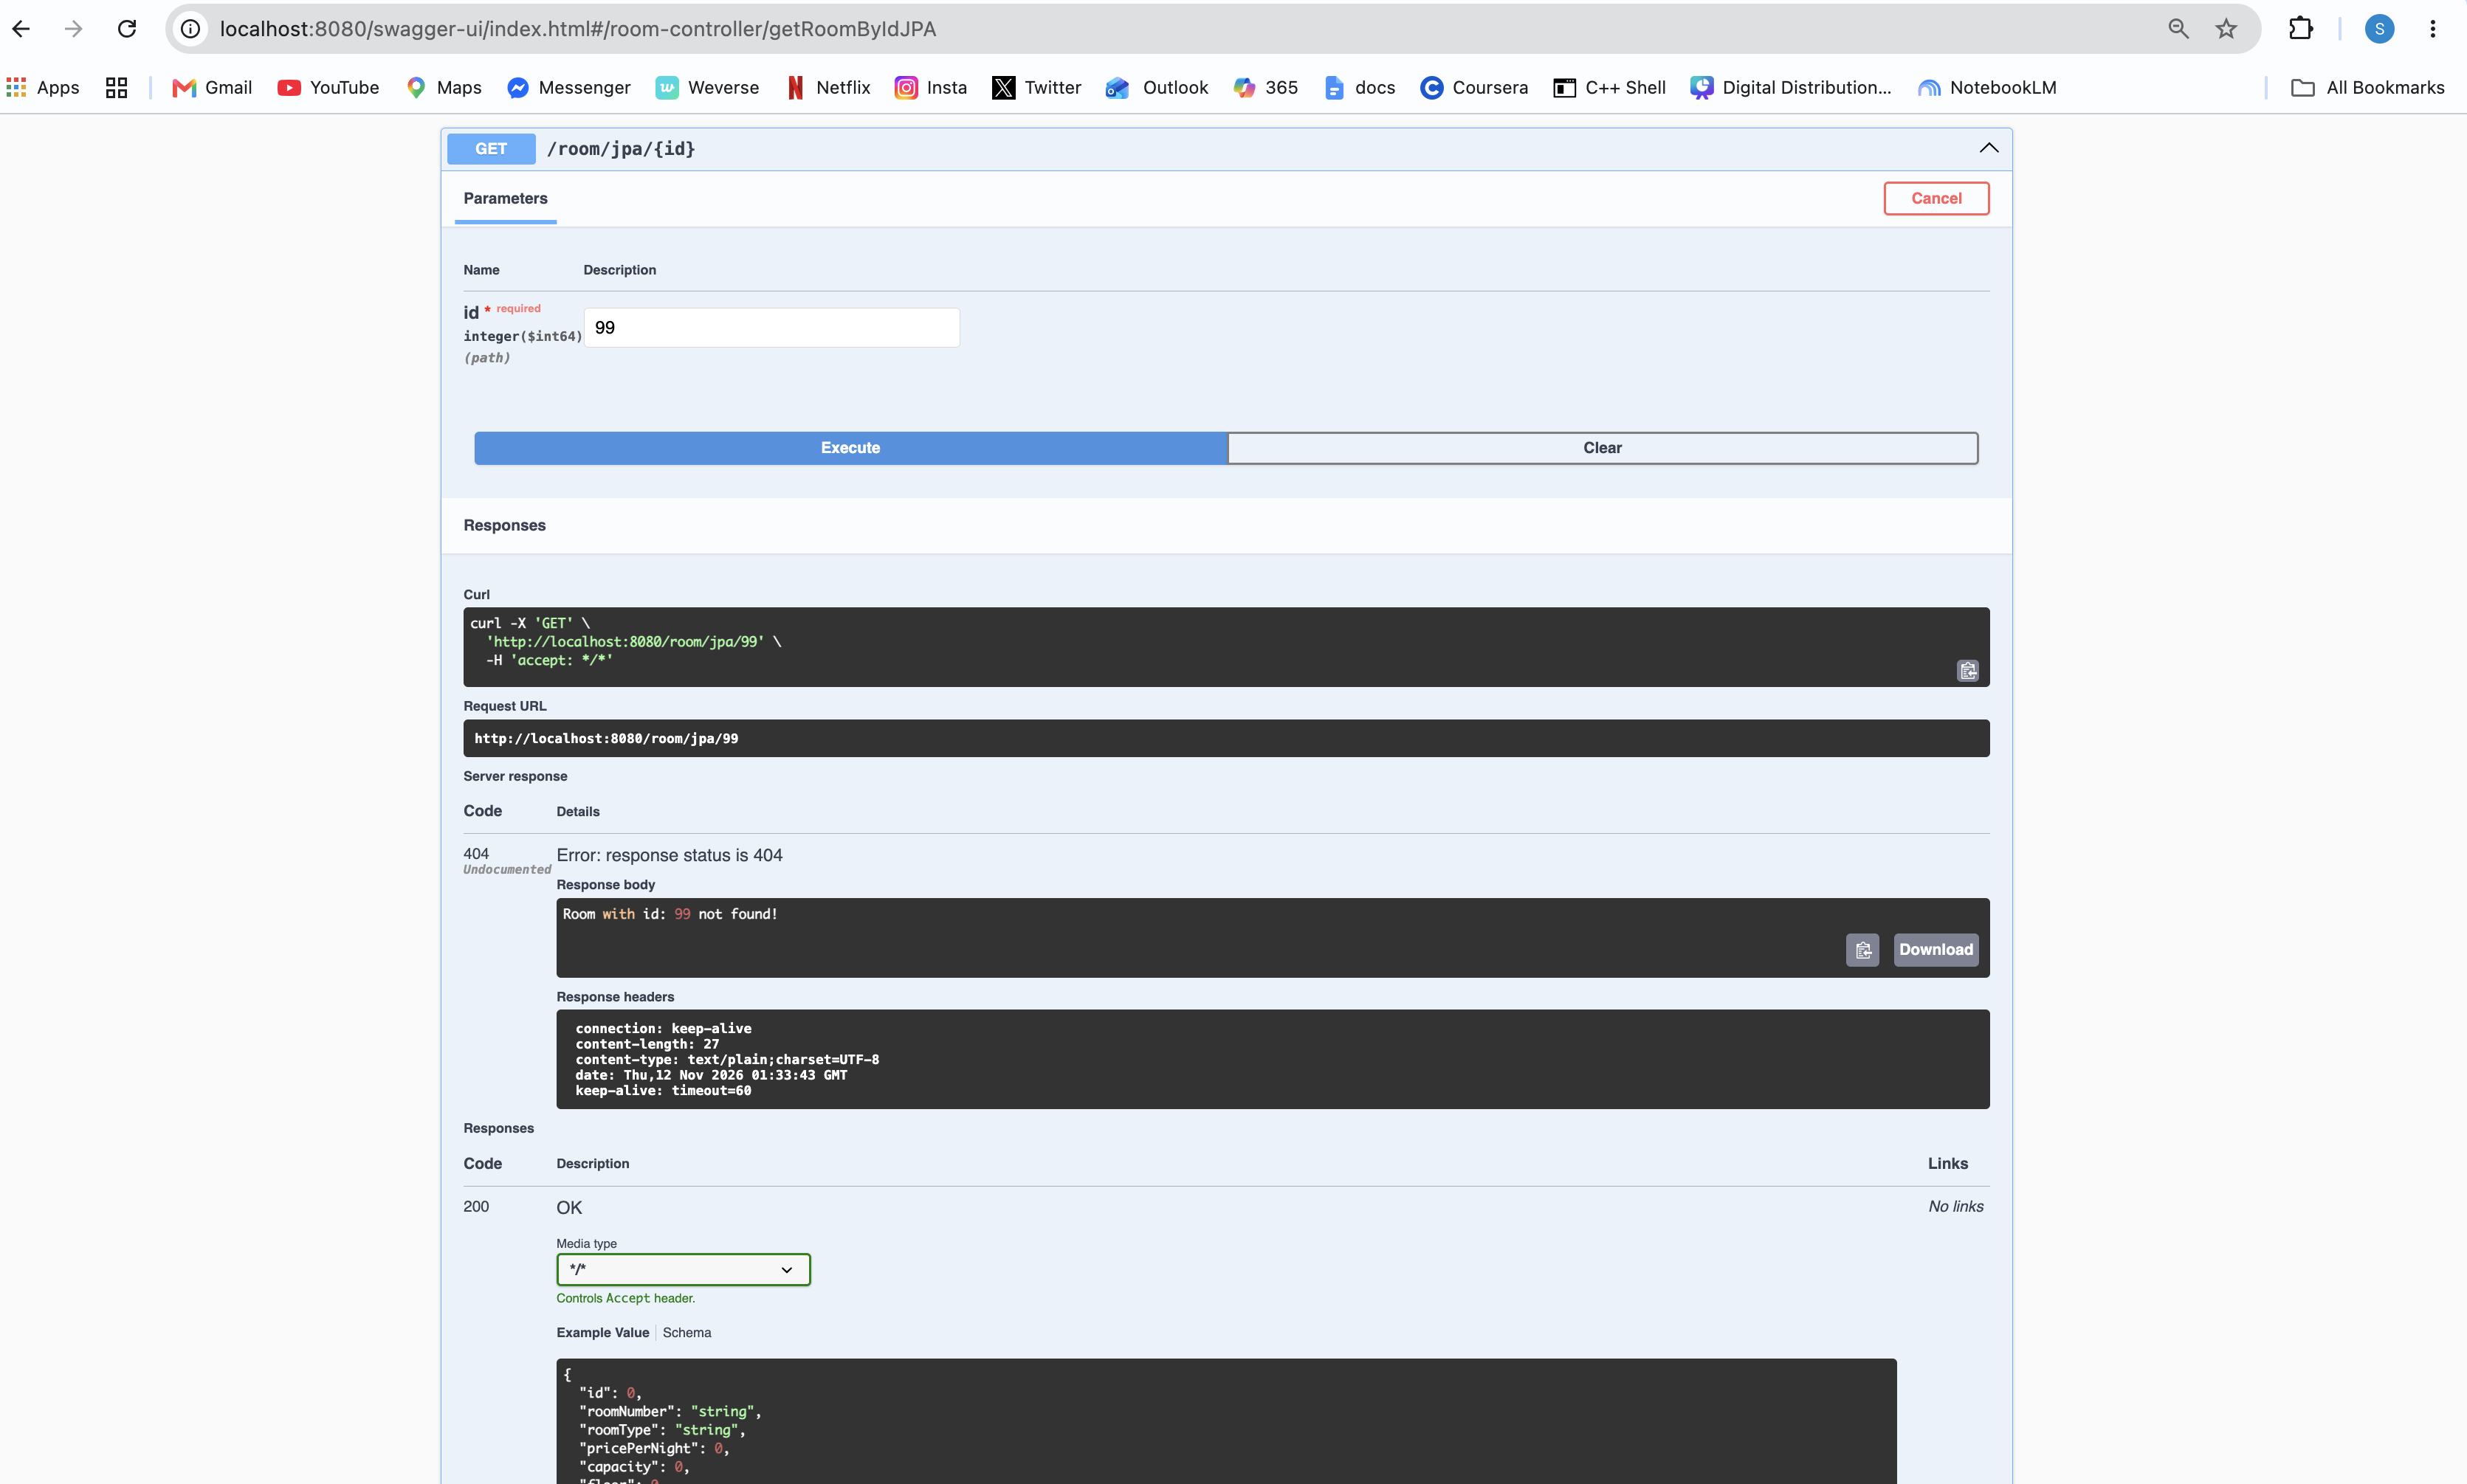 localhost:8080/swagger-ui/index.html#/room-controller/getRoomByIdJPA
S
Apps Gmail YouTube Maps Messenger Weverse Netflix Insta Twitter Outlook 365 docs Coursera C++ Shell Digital Distribution... NotebookLM All Bookmarks
GET /room/jpa/{id}
Parameters Cancel
Name Description
id * required
integer($int64)
(path)
99
Execute Clear
Responses
Curl
curl -X 'GET' \
'http://localhost:8080/room/jpa/99' \
-H 'accept: */*'
Request URL
http://localhost:8080/room/jpa/99
Server response
Code Details
404 Error: response status is 404
Undocumented
Response body
Room with id: 99 not found!
Download
Response headers
connection: keep-alive
content-length: 27
content-type: text/plain;charset=UTF-8
date: Thu,12 Nov 2026 01:33:43 GMT
keep-alive: timeout=60
Responses
Code Description Links
200 OK No links
Media type
*/*
Controls Accept header.
Example Value Schema
{
"id": 0,
"roomNumber": "string",
"roomType": "string",
"pricePerNight": 0,
"capacity": 0,